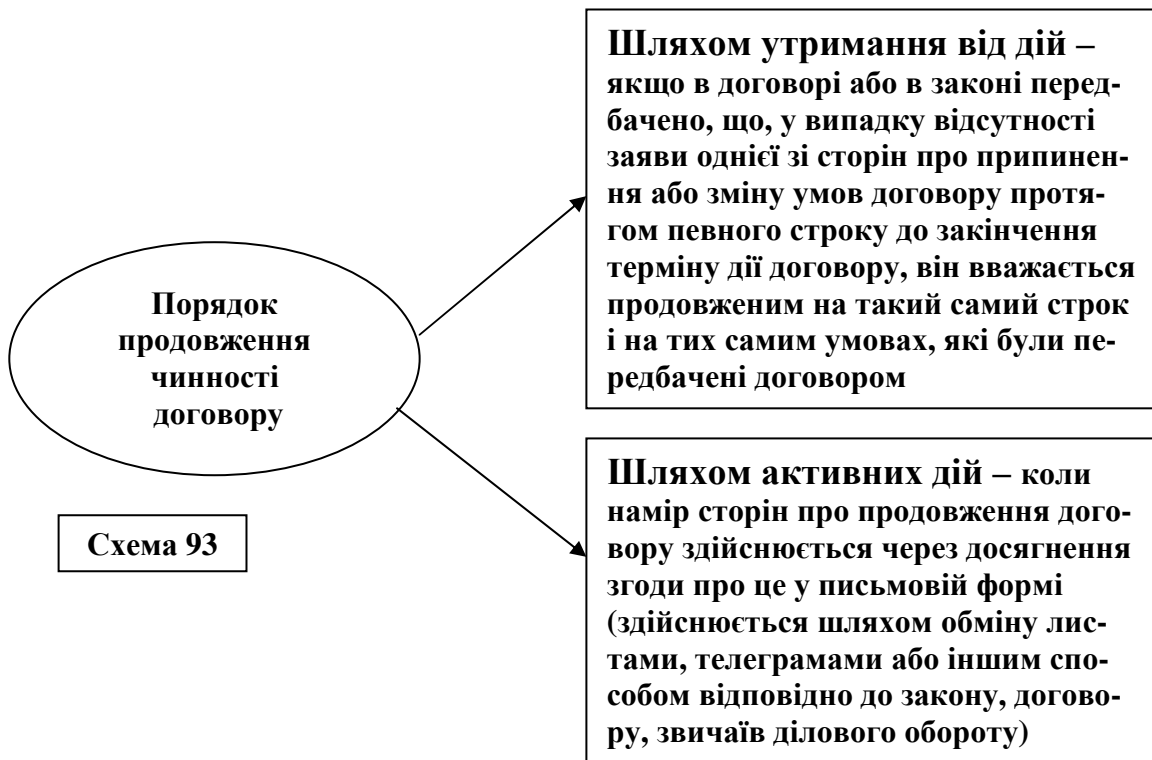 Порядок
продовження
чинності
договору
Схема 93
Шляхом утримання від дій –
якщо в договорі або в законі перед-
бачено, що, у випадку відсутності
заяви однієї зі сторін про припинен-
ня або зміну умов договору протя-
гом певного строку до закінчення
терміну дії договору, він вважається
продовженим на такий самий строк
і на тих самим умовах, які були пе-
редбачені договором
Шляхом активних дій – коли
намір сторін про продовження дого-
вору здійснюється через досягнення
згоди про це у письмовій формі
(здійснюється шляхом обміну лис-
тами, телеграмами або іншим спо-
собом відповідно до закону, догово-
ру, звичаїв ділового обороту)